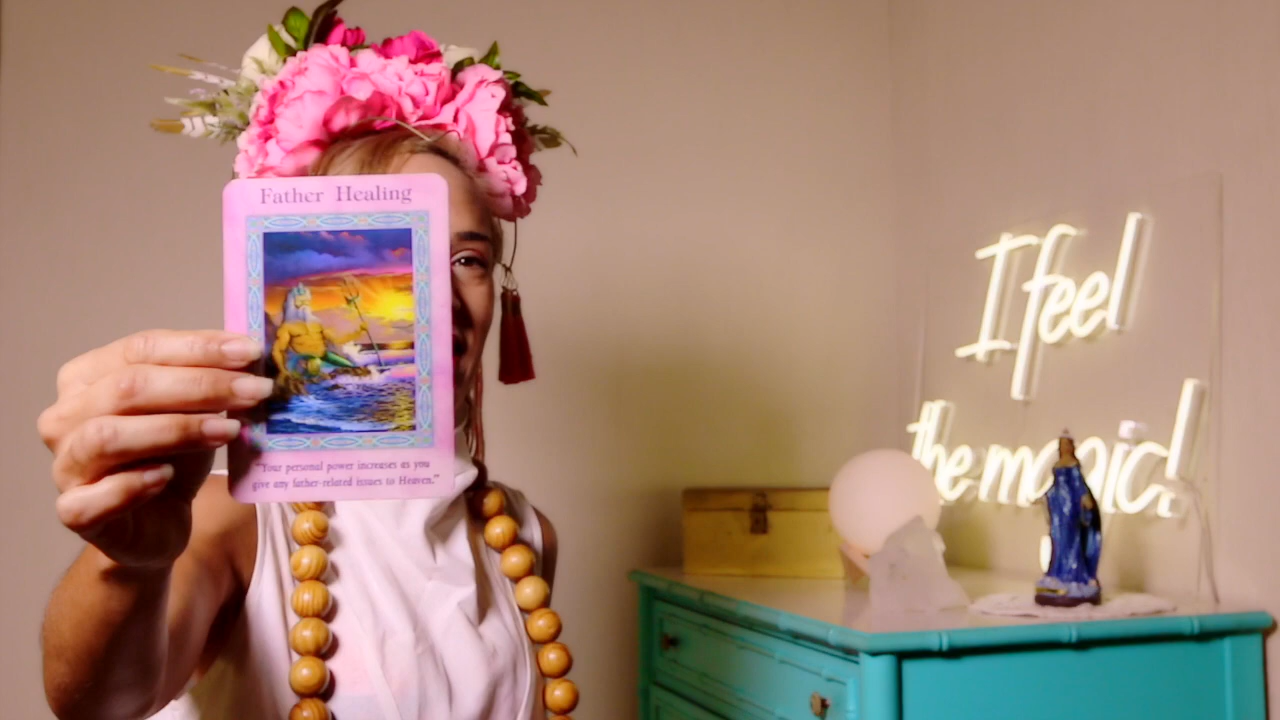 Father Healing
"Your personal power increases as you
give any father-related issues to Heaven."
I feel
the magic!